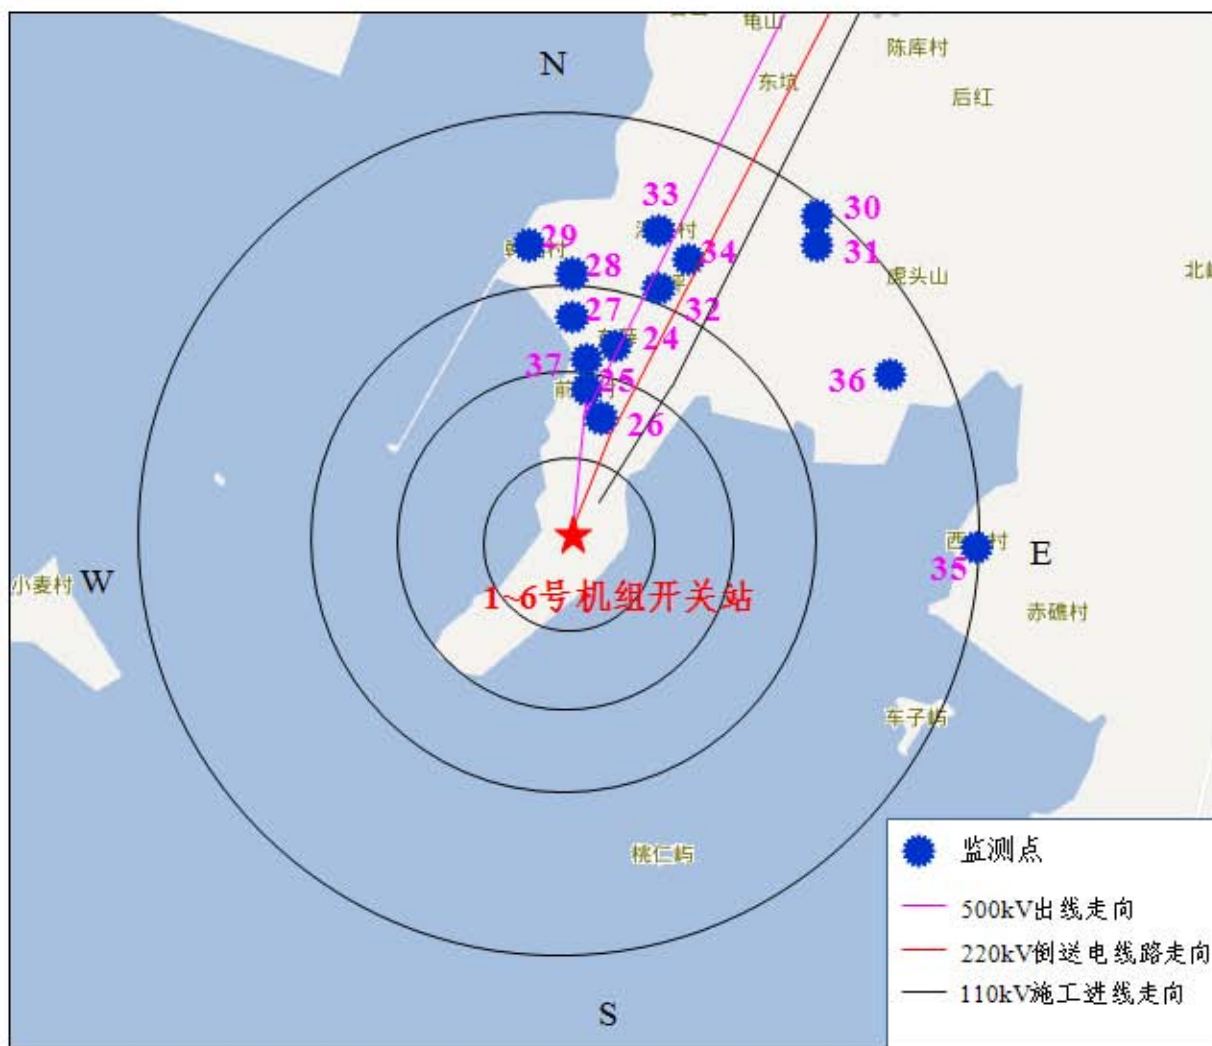 龟山
陈库村
N
东坑
后红
33
30
29
34
31
28
虎头山
32
27
24
37
25
36
前
26
E
35
W
小麦村
1~6号机组开关站
赤礁村
车子屿
桃仁屿
监测点
500kV出线走向
220kV倒送电线路走向
110kV施工进线走向
S